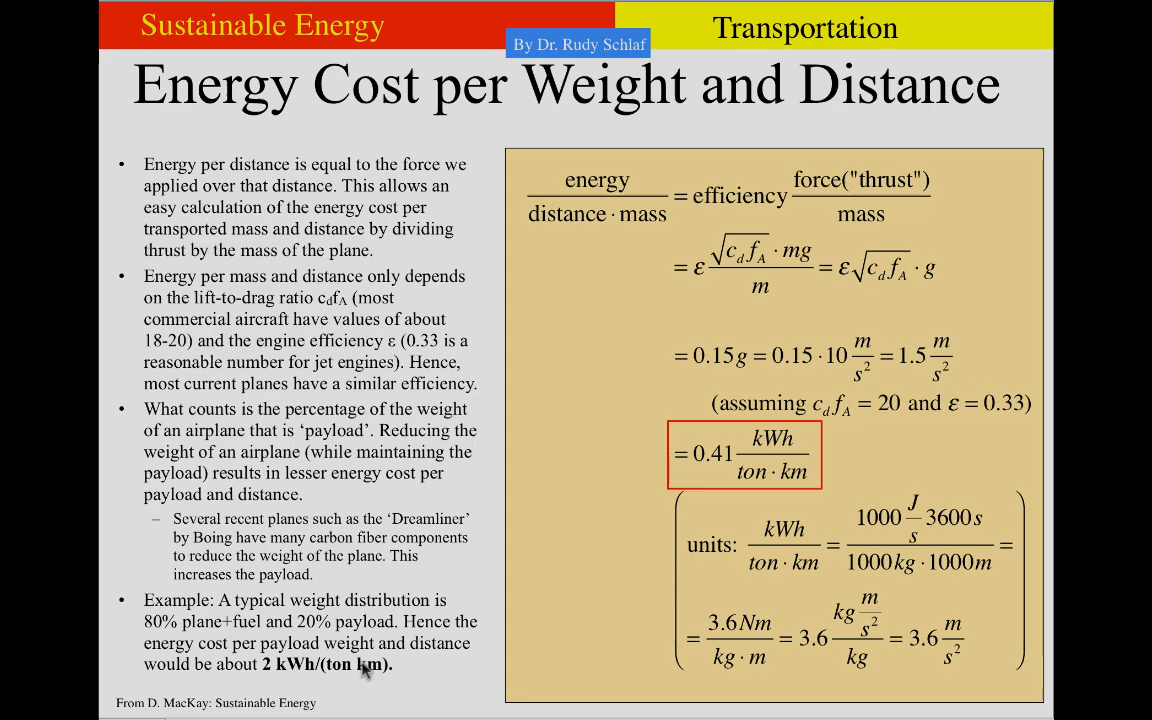 Sustainable Energy
Transportation
By Dr. Rudy Schlaf
Energy Cost per Weight and Distance
• Energy per distance is equal to the force we
applied over that distance. This allows an
easy calculation of the energy cost per
transported mass and distance by dividing
thrust by the mass of the plane.
• Energy per mass and distance only depends
on the lift-to-drag ratio c_d f_A (most
commercial aircraft have values of about
18-20) and the engine efficiency ε (0.33 is a
reasonable number for jet engines). Hence,
most current planes have a similar efficiency.
• What counts is the percentage of the weight
of an airplane that is ‘payload’. Reducing the
weight of an airplane (while maintaining the
payload) results in lesser energy cost per
payload and distance.
– Several recent planes such as the ‘Dreamliner’
by Boing have many carbon fiber components
to reduce the weight of the plane. This
increases the payload.
• Example: A typical weight distribution is
80% plane+fuel and 20% payload. Hence the
energy cost per payload weight and distance
would be about 2 kWh/(ton km).
From D. MacKay: Sustainable Energy
energy / (distance · mass) = efficiency force("thrust") / mass
= ε √(c_d f_A) · mg / m = ε √(c_d f_A) · g
= 0.15g = 0.15 · 10 m/s² = 1.5 m/s²
(assuming c_d f_A = 20 and ε = 0.33)
= 0.41 kWh / (ton · km)
(units: kWh / (ton · km) = 1000 J/s 3600s / (1000kg · 1000m) =
= 3.6Nm / (kg · m) = 3.6 kg m/s² / kg = 3.6 m/s²)